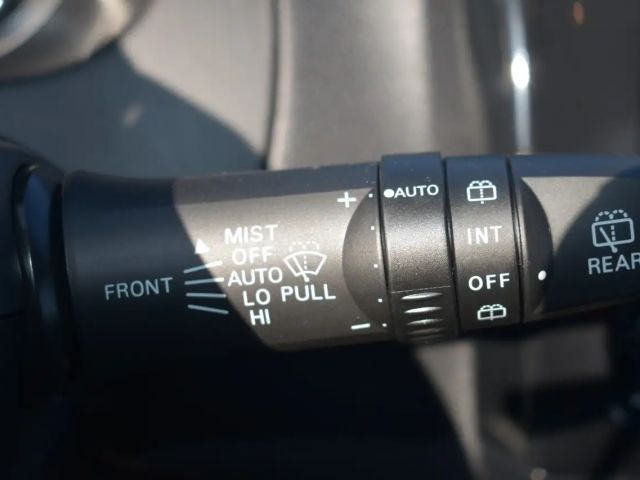 FRONT
MIST
OFF
AUTO
LO
HI
PULL
+
−
AUTO
INT
OFF
REAR